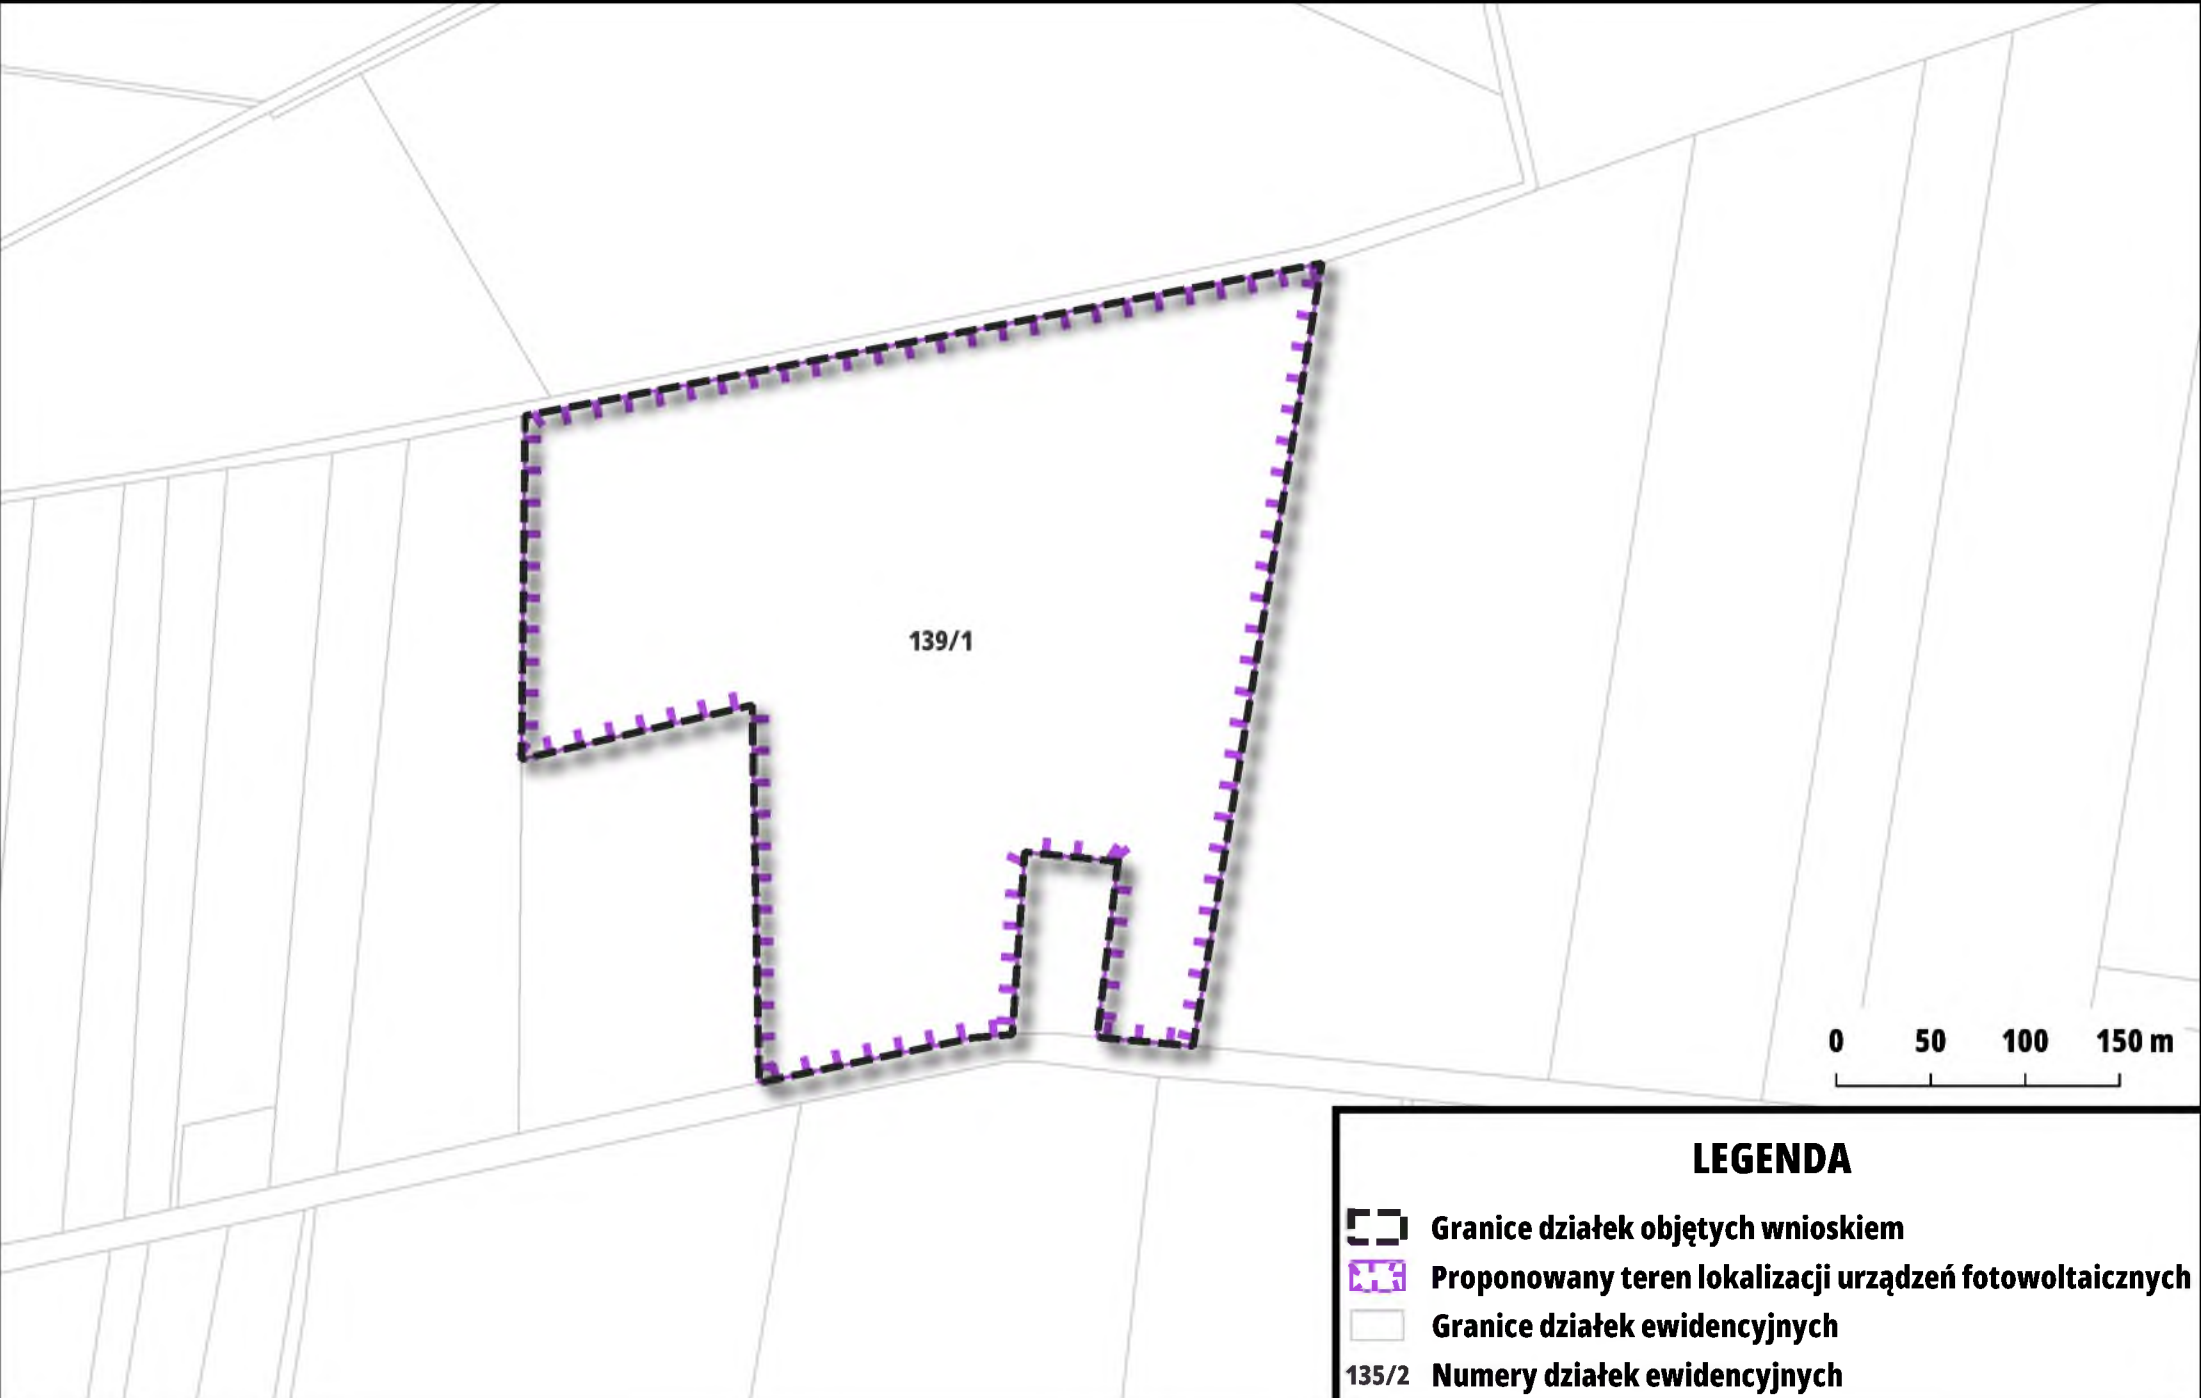 139/1
0 50 100 150 m
LEGENDA
Granice działek objętych wnioskiem
Proponowany teren lokalizacji urządzeń fotowoltaicznych
Granice działek ewidencyjnych
135/2 Numery działek ewidencyjnych